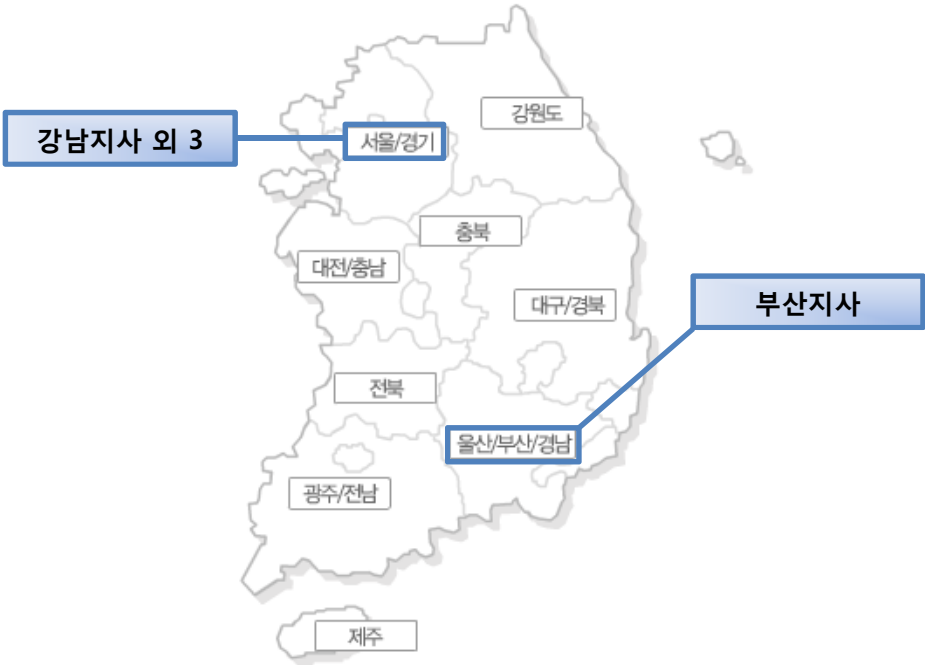 강원도
강남지사 외 3
서울/경기
충북
대전/충남
대구/경북
부산지사
전북
울산/부산/경남
광주/전남
제주